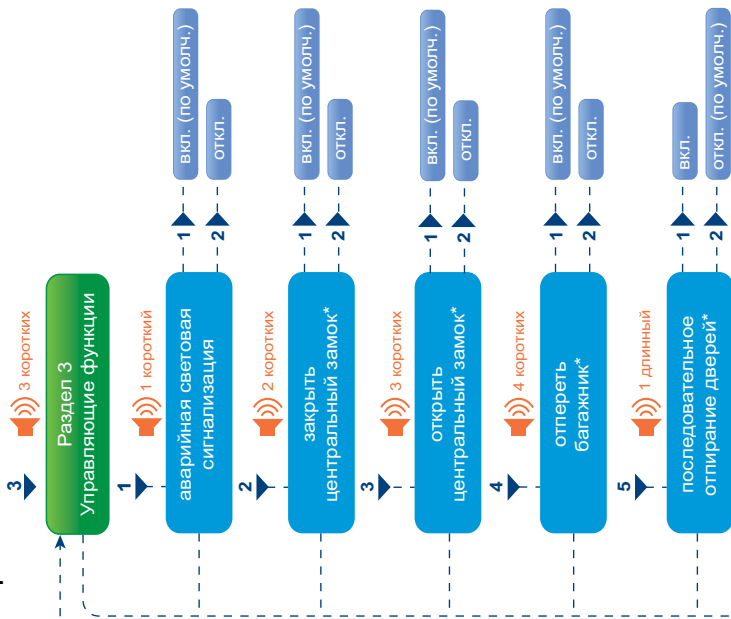 3
3 коротких
Раздел 3
Управляющие функции
1
1 короткий
аварийная световая
сигнализация
1
вкл. (по умолч.)
2
откл.
2
2 коротких
закрыть
центральный замок*
1
вкл. (по умолч.)
2
откл.
3
3 коротких
открыть
центральный замок*
1
вкл. (по умолч.)
2
откл.
4
4 коротких
отпереть
багажник*
1
вкл. (по умолч.)
2
откл.
5
1 длинный
последовательное
отпирание дверей*
1
вкл.
2
откл. (по умолч.)